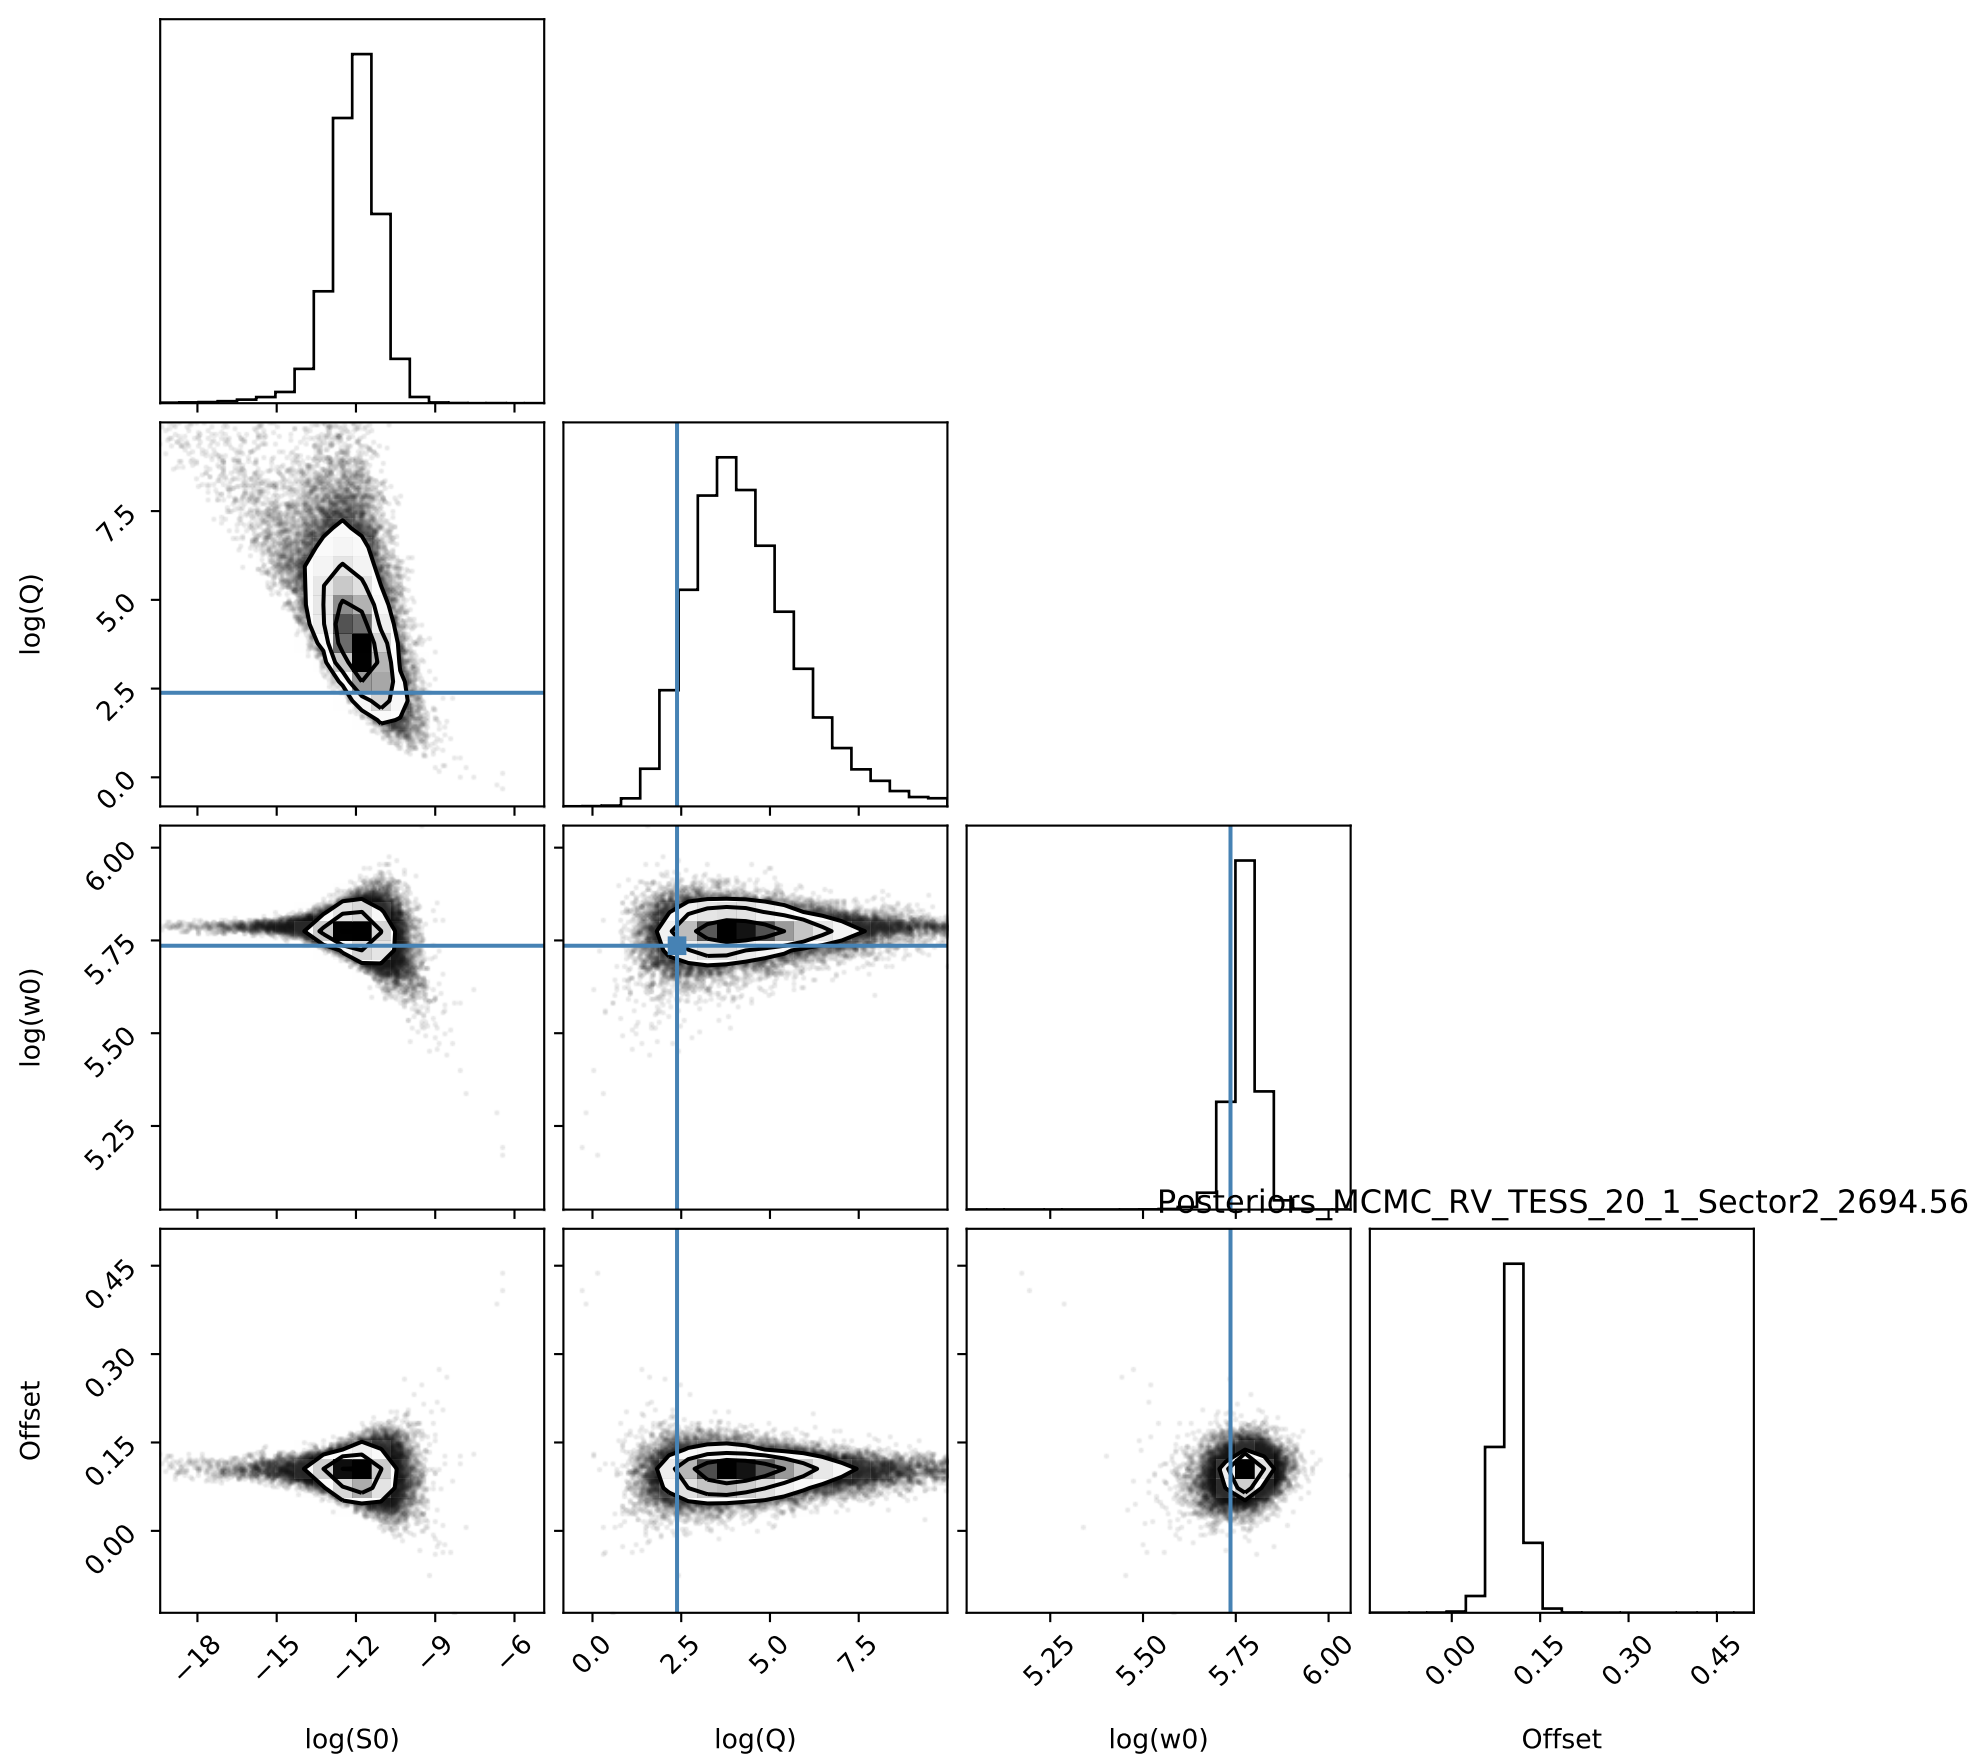 log(Q)
7.5
5.0
2.5
0.0
log(w0)
6.00
5.75
5.50
5.25
Posteriors_MCMC_RV_TESS_20_1_Sector2_2694.56
Offset
0.45
0.30
0.15
0.00
−18 −15 −12 −9 −6 0.0 2.5 5.0 7.5 5.25 5.50 5.75 6.00 0.00 0.15 0.30 0.45
log(S0) log(Q) log(w0) Offset